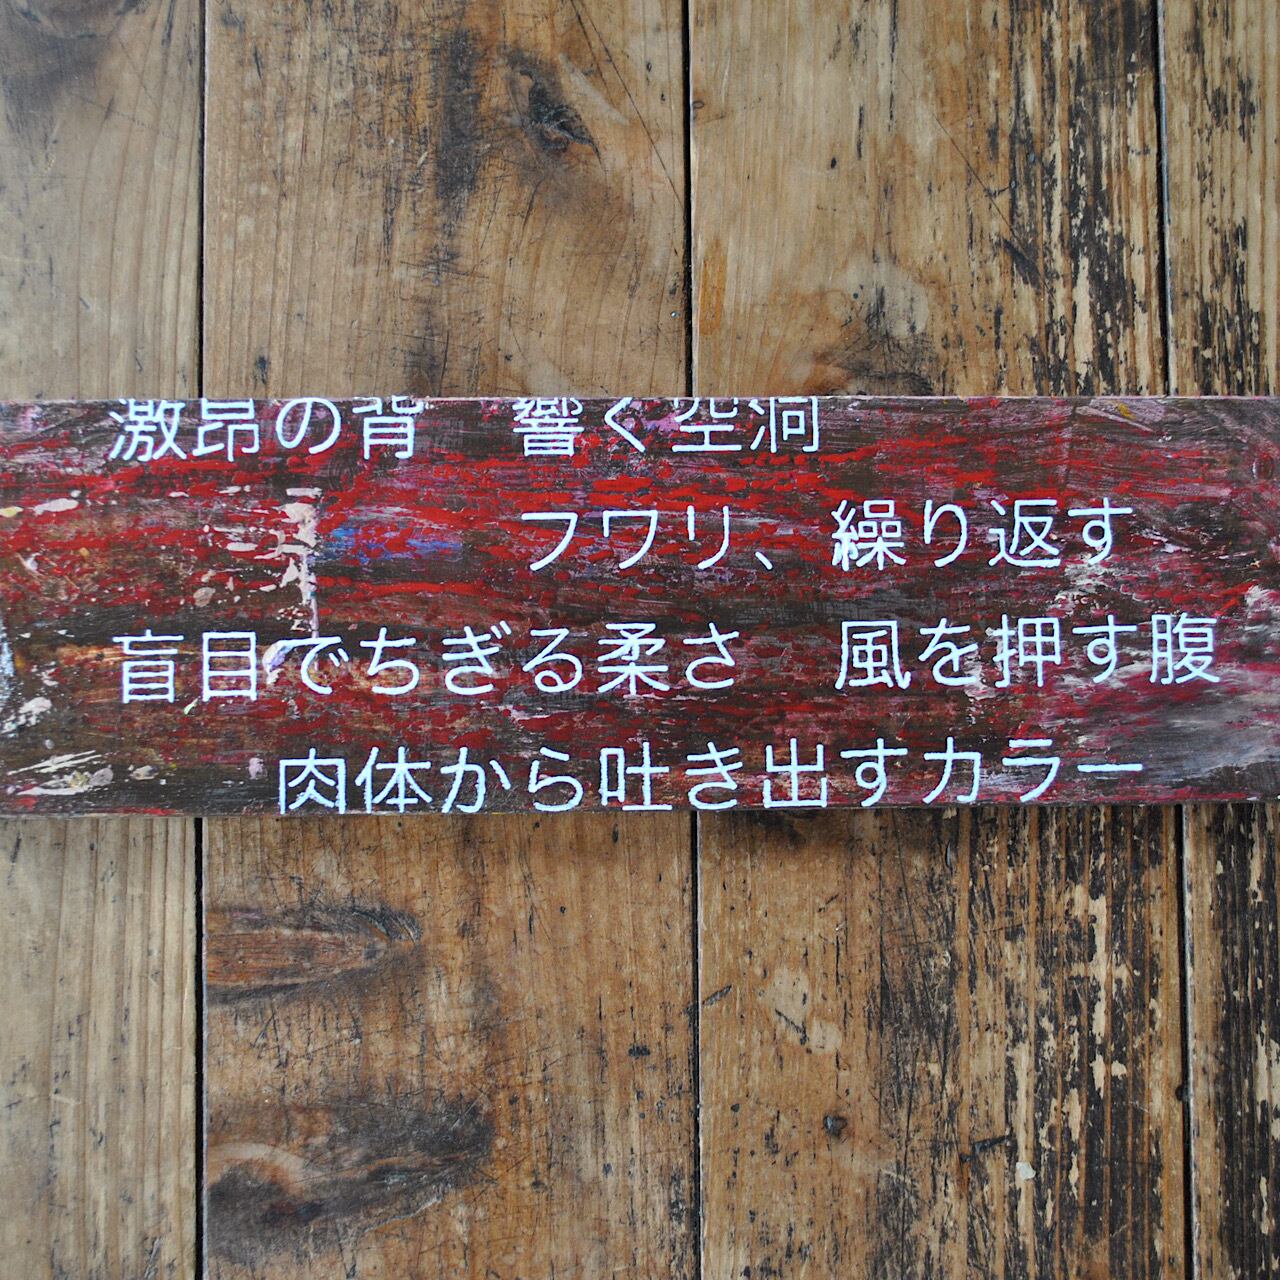 激昂の背　響く空洞
フワリ、繰り返す
盲目でちぎる柔さ　風を押す腹
肉体から吐き出すカラー